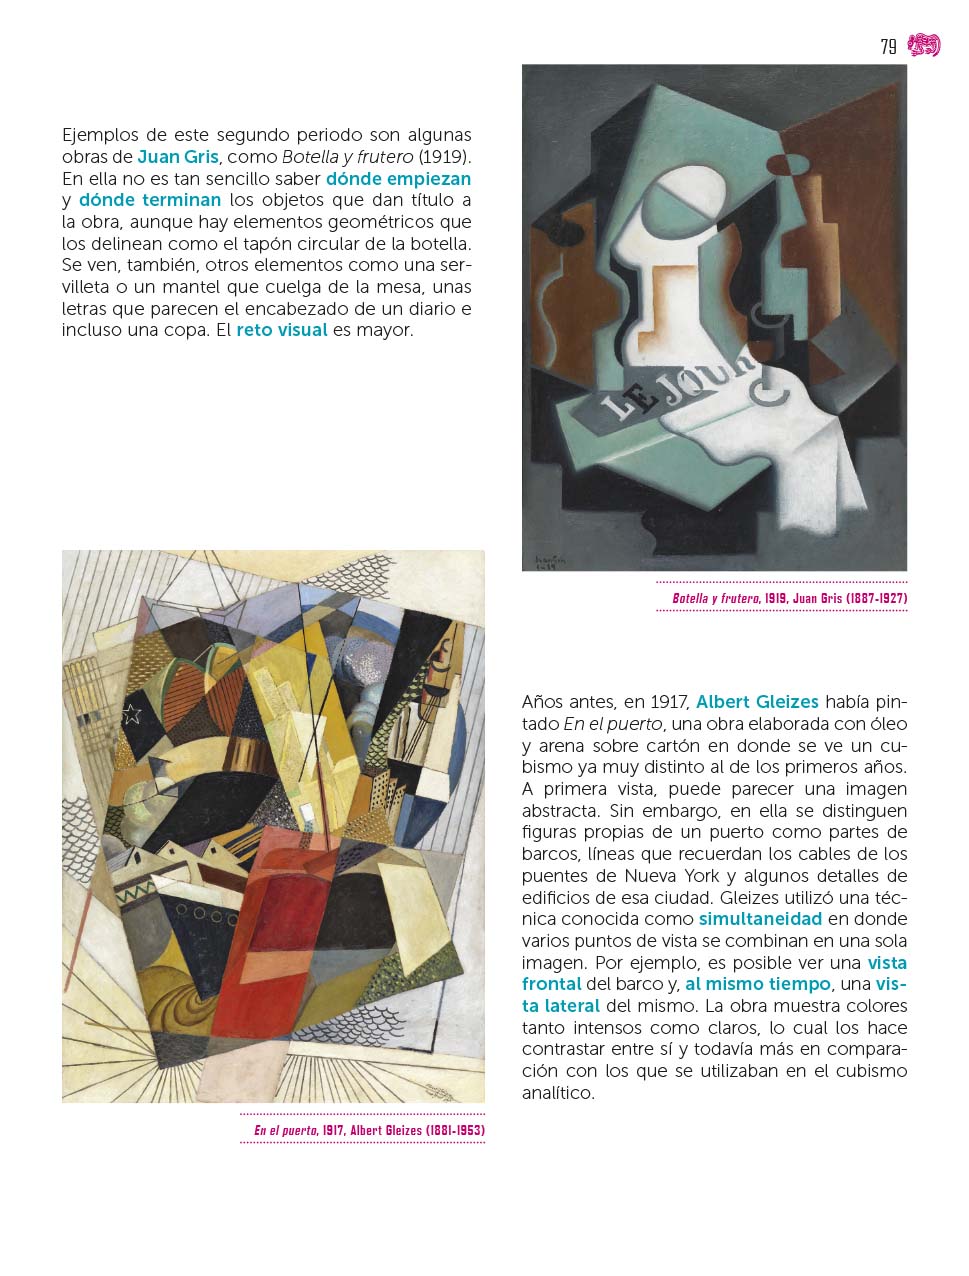 79
Ejemplos de este segundo periodo son algunas
obras de Juan Gris, como Botella y frutero (1919).
En ella no es tan sencillo saber dónde empiezan
y dónde terminan los objetos que dan título a
la obra, aunque hay elementos geométricos que
los delinean como el tapón circular de la botella.
Se ven, también, otros elementos como una ser-
villeta o un mantel que cuelga de la mesa, unas
letras que parecen el encabezado de un diario e
incluso una copa. El reto visual es mayor.
LE JOUR
Botella y frutero, 1919, Juan Gris (1887-1927)
Años antes, en 1917, Albert Gleizes había pin-
tado En el puerto, una obra elaborada con óleo
y arena sobre cartón en donde se ve un cu-
bismo ya muy distinto al de los primeros años.
A primera vista, puede parecer una imagen
abstracta. Sin embargo, en ella se distinguen
figuras propias de un puerto como partes de
barcos, líneas que recuerdan los cables de los
puentes de Nueva York y algunos detalles de
edificios de esa ciudad. Gleizes utilizó una téc-
nica conocida como simultaneidad en donde
varios puntos de vista se combinan en una sola
imagen. Por ejemplo, es posible ver una vista
frontal del barco y, al mismo tiempo, una vis-
ta lateral del mismo. La obra muestra colores
tanto intensos como claros, lo cual los hace
contrastar entre sí y todavía más en compara-
ción con los que se utilizaban en el cubismo
analítico.
En el puerto, 1917, Albert Gleizes (1881-1953)